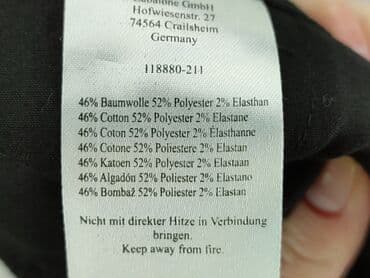 GmbH
Hofwiesenstr. 27
74564 Crailsheim
Germany
118880-211
46% Baumwolle 52% Polyester 2% Elasthan
46% Cotton 52% Polyester 2% Elastane
46% Coton 52% Polyester 2% Élasthanne
46% Cotone 52% Poliestere 2% Elastan
46% Katoen 52% Polyester 2% Elastaan
46% Algodón 52% Poliester 2% Elastano
46% Bombaž 52% Poliester 2% Elastan
Nicht mit direkter Hitze in Verbindung
bringen.
Keep away from fire.